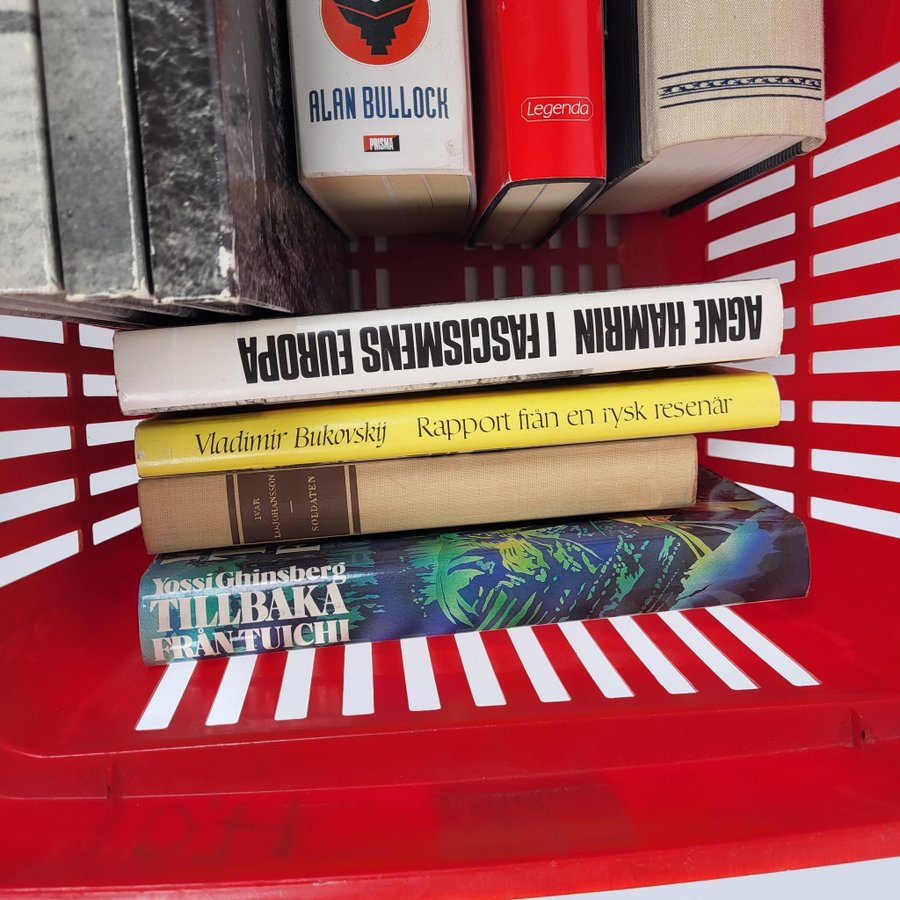 ALAN BULLOCK
PRISMA
Legenda
AGNE HAMRIN I FASCISMENS EUROPA
Vladimir Bukovskij Rapport från en rysk resenär
IVAR
LO-JOHANSSON
SOLDATEN
Yossi Ghinsberg
TILLBAKA
FRÅN TUICHI